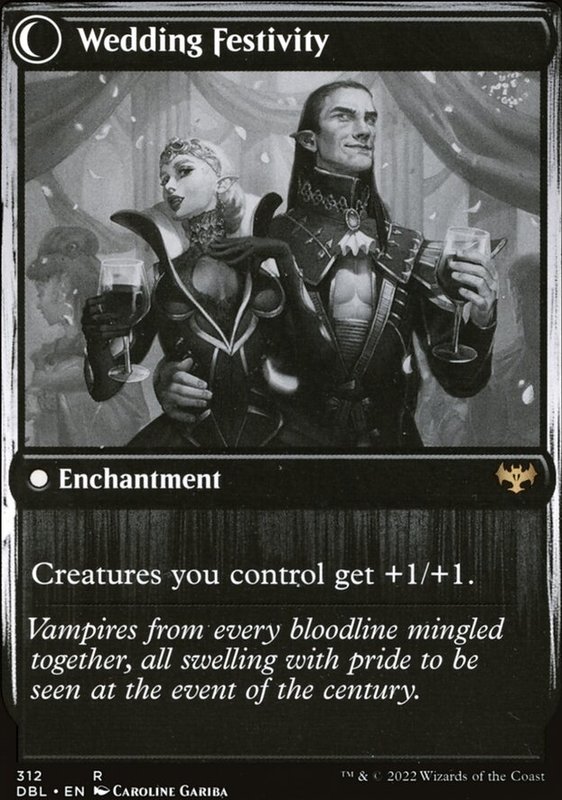 Wedding Festivity
Enchantment
Creatures you control get +1/+1.
Vampires from every bloodline mingled
together, all swelling with pride to be
seen at the event of the century.
312 R
DBL • EN CAROLINE GARIBA
™ & © 2022 Wizards of the Coast